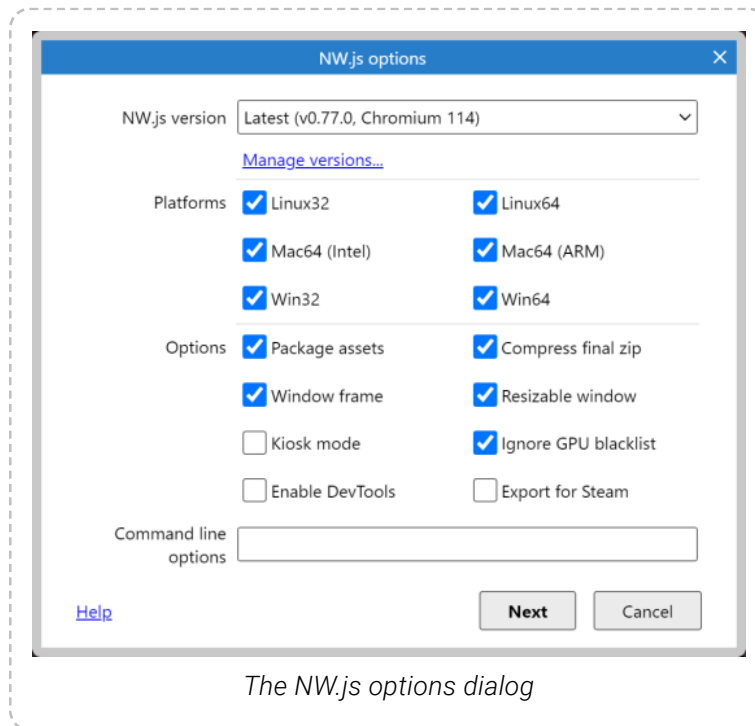 NW.js options
NW.js version Latest (v0.77.0, Chromium 114)
Manage versions...
Platforms Linux32 Linux64
Mac64 (Intel) Mac64 (ARM)
Win32 Win64
Options Package assets Compress final zip
Window frame Resizable window
Kiosk mode Ignore GPU blacklist
Enable DevTools Export for Steam
Command line
options
Help Next Cancel
The NW.js options dialog